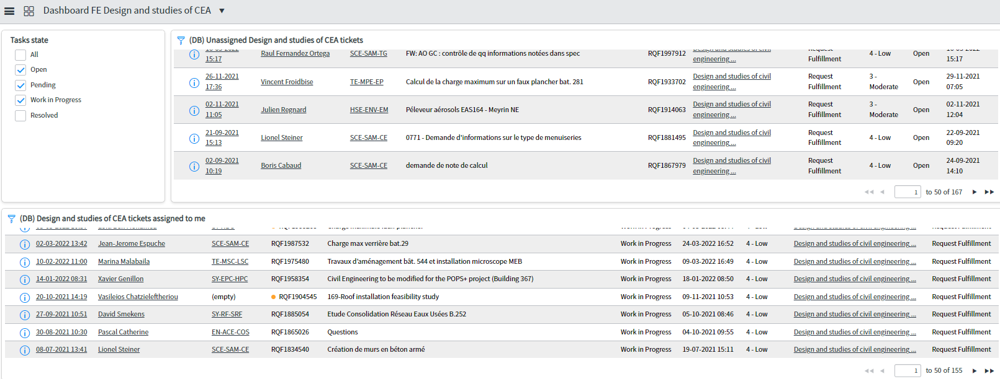 Dashboard FE Design and studies of CEA ▼
Tasks state
All
Open
Pending
Work in Progress
Resolved
(DB) Unassigned Design and studies of CEA tickets
15:17 Raul Fernandez Ortega SCE-SAM-TG FW: AO GC : contrôle de qq informations notées dans spec RQF1997912 Design and studies of civil engineering ... Request Fulfillment 4 - Low Open 15:17
26-11-2021 17:36 Vincent Froidbise TE-MPE-EP Calcul de la charge maximum sur un faux plancher bat. 281 RQF1933702 Design and studies of civil engineering ... Request Fulfillment 3 - Moderate Open 29-11-2021 07:05
02-11-2021 11:05 Julien Regnard HSE-ENV-EM Péleveur aérosols EAS164 - Meyrin NE RQF1914063 Design and studies of civil engineering ... Request Fulfillment 3 - Moderate Open 02-11-2021 12:04
21-09-2021 15:13 Lionel Steiner SCE-SAM-CE 0771 - Demande d'informations sur le type de menuiseries RQF1881495 Design and studies of civil engineering ... Request Fulfillment 4 - Low Open 22-09-2021 09:20
02-09-2021 10:19 Boris Cabaud SCE-SAM-CE demande de note de calcul RQF1867979 Design and studies of civil engineering ... Request Fulfillment 4 - Low Open 24-09-2021 14:10
1 to 50 of 167
(DB) Design and studies of CEA tickets assigned to me
Design and studies of civil engineering ... Request Fulfillment
02-03-2022 13:42 Jean-Jerome Espuche SCE-SAM-CE RQF1987532 Charge max verrière bat.29 Work in Progress 24-03-2022 16:52 4 - Low Design and studies of civil engineering ... Request Fulfillment
10-02-2022 11:00 Marina Malabaila TE-MSC-LSC RQF1975480 Travaux d'aménagement bât. 544 et installation microscope MEB Work in Progress 09-03-2022 16:49 4 - Low Design and studies of civil engineering ... Request Fulfillment
14-01-2022 08:31 Xavier Genillon SY-EPC-HPC RQF1958354 Civil Engineering to be modified for the POPS+ project (Building 367) Work in Progress 18-01-2022 08:50 4 - Low Design and studies of civil engineering ... Request Fulfillment
20-10-2021 14:19 Vasileios Chatzieleftheriou (empty) RQF1904545 169-Roof installation feasibility study Work in Progress 09-11-2021 10:53 4 - Low Design and studies of civil engineering ... Request Fulfillment
27-09-2021 10:51 David Smekens SY-RF-SRF RQF1885054 Etude Consolidation Réseau Eaux Usées B.252 Work in Progress 05-10-2021 08:46 4 - Low Design and studies of civil engineering ... Request Fulfillment
30-08-2021 10:30 Pascal Catherine EN-ACE-COS RQF1865026 Questions Work in Progress 04-10-2021 09:55 4 - Low Design and studies of civil engineering ... Request Fulfillment
08-07-2021 13:41 Lionel Steiner SCE-SAM-CE RQF1834540 Création de murs en béton armé Work in Progress 19-07-2021 15:11 4 - Low Design and studies of civil engineering ... Request Fulfillment
1 to 50 of 155